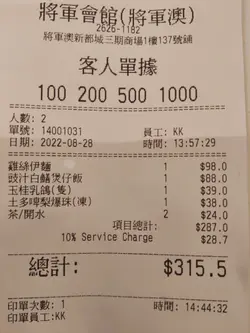 將軍會館(將軍澳)
2626-1182
將軍澳新都城三期商場1樓137號鋪
客人單據
100 200 500 1000
人數: 2
單號: 14001031 員工: KK
日期: 2022-08-28 時間: 13:57:29
雞絲伊麵 1 $98.0
豉汁白鱔煲仔飯 1 $88.0
玉桂乳鴿(隻) 1 $39.0
土多啤梨爆珠(凍) 1 $38.0
茶/開水 2 $24.0
項目總計: $287.0
10% Service Charge $28.7
總計: $315.5
印單次數: 1 時間: 14:44:32
印單員工:KK